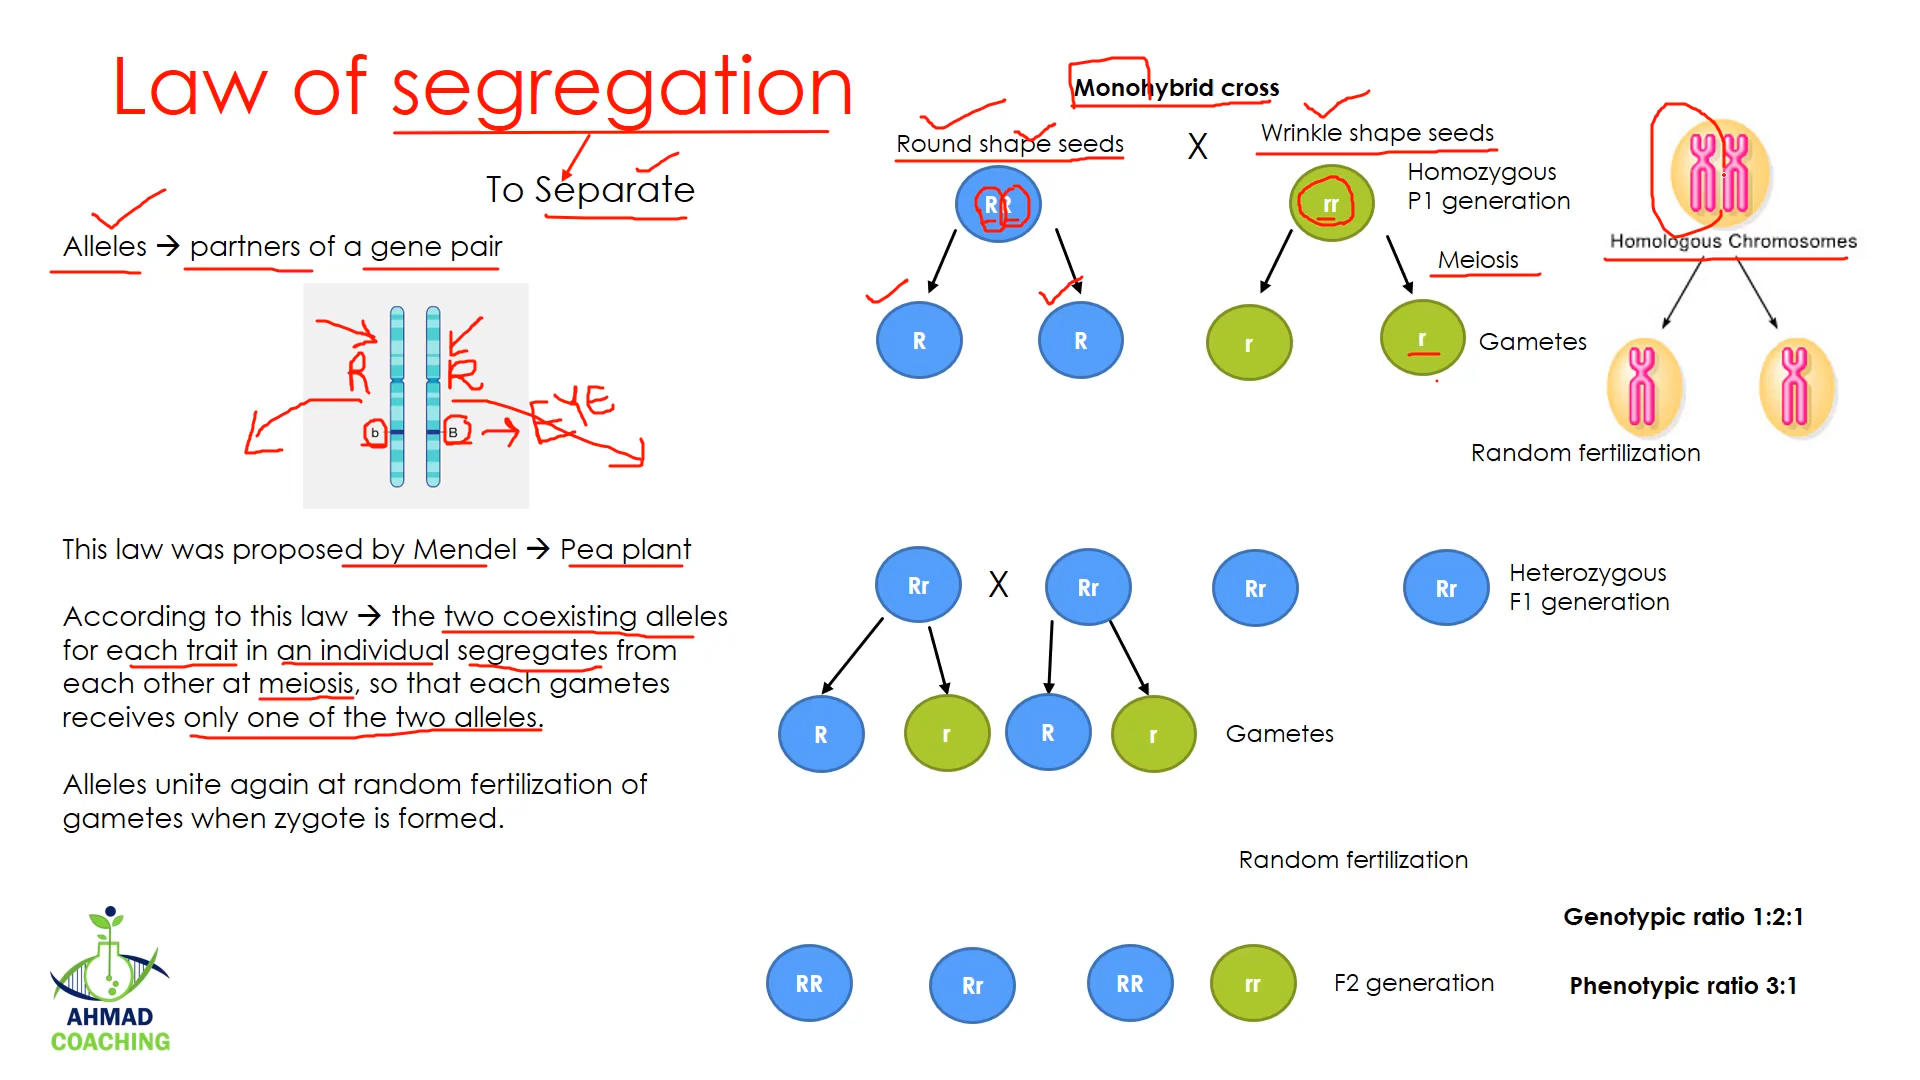 Law of segregation
To Separate
Alleles → partners of a gene pair
R
R
b
B
EYE
This law was proposed by Mendel → Pea plant
According to this law → the two coexisting alleles
for each trait in an individual segregates from
each other at meiosis, so that each gametes
receives only one of the two alleles.
Alleles unite again at random fertilization of
gametes when zygote is formed.
AHMAD
COACHING
Monohybrid cross
Round shape seeds
X
Wrinkle shape seeds
RR
rr
Homozygous
P1 generation
Meiosis
R
R
r
r
Gametes
Homologous Chromosomes
Random fertilization
Rr
X
Rr
Rr
Rr
Heterozygous
F1 generation
R
r
R
r
Gametes
Random fertilization
RR
Rr
RR
rr
F2 generation
Genotypic ratio 1:2:1
Phenotypic ratio 3:1